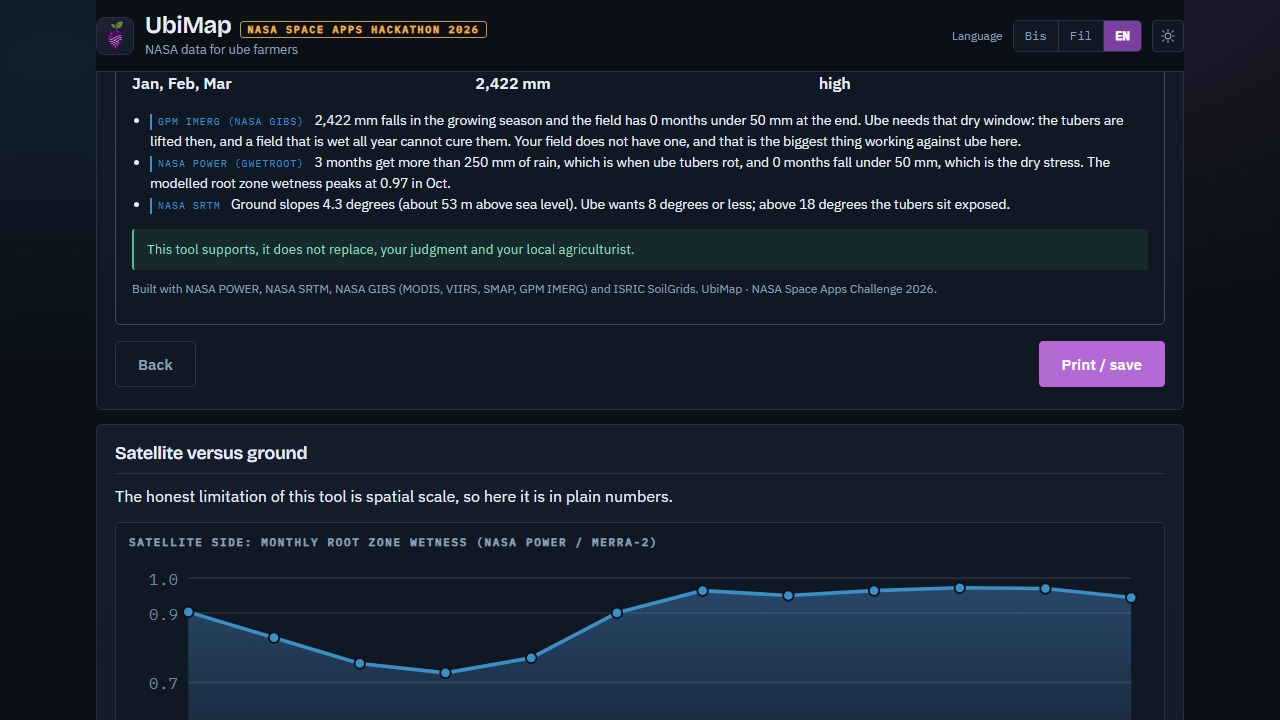 UbiMap NASA SPACE APPS HACKATHON 2026
NASA data for ube farmers
Language Bis Fil EN
Jan, Feb, Mar 2,422 mm high
GPM IMERG (NASA GIBS) 2,422 mm falls in the growing season and the field has 0 months under 50 mm at the end. Ube needs that dry window: the tubers are
lifted then, and a field that is wet all year cannot cure them. Your field does not have one, and that is the biggest thing working against ube here.
NASA POWER (GWETROOT) 3 months get more than 250 mm of rain, which is when ube tubers rot, and 0 months fall under 50 mm, which is the dry stress. The
modelled root zone wetness peaks at 0.97 in Oct.
NASA SRTM Ground slopes 4.3 degrees (about 53 m above sea level). Ube wants 8 degrees or less; above 18 degrees the tubers sit exposed.
This tool supports, it does not replace, your judgment and your local agriculturist.
Built with NASA POWER, NASA SRTM, NASA GIBS (MODIS, VIIRS, SMAP, GPM IMERG) and ISRIC SoilGrids. UbiMap · NASA Space Apps Challenge 2026.
Back Print / save
Satellite versus ground
The honest limitation of this tool is spatial scale, so here it is in plain numbers.
SATELLITE SIDE: MONTHLY ROOT ZONE WETNESS (NASA POWER / MERRA-2)
1.0
0.9
0.7